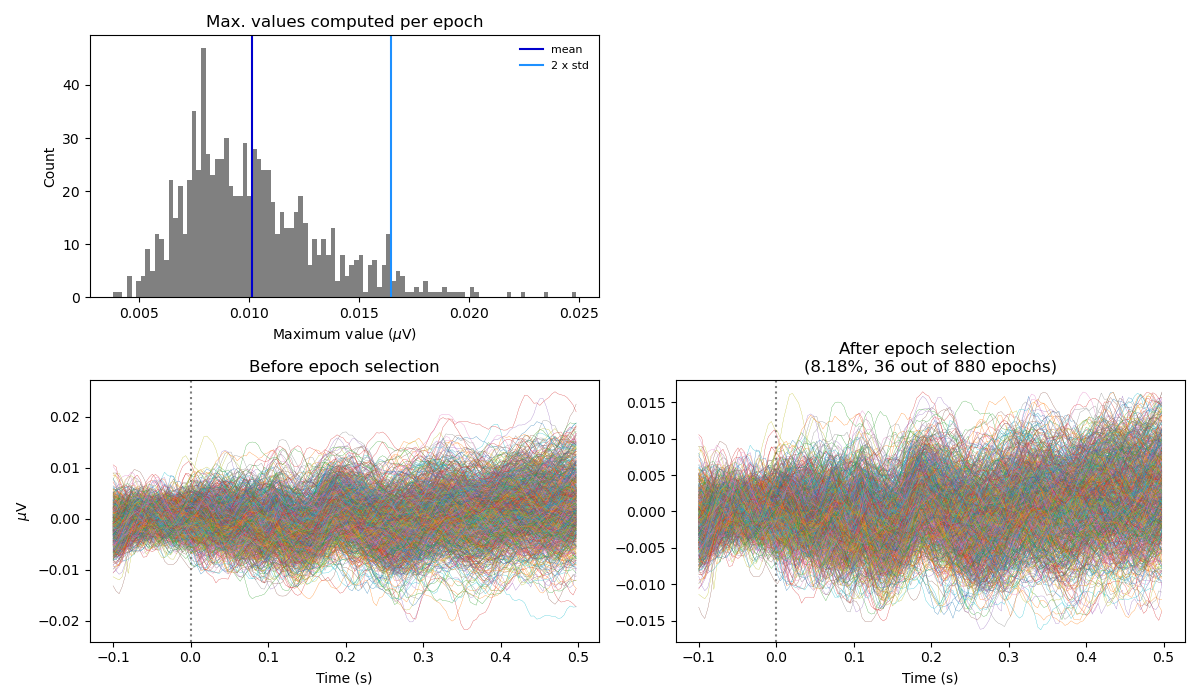 Max. values computed per epoch
mean
2 x std
Count
40
30
20
10
0
0.005 0.010 0.015 0.020 0.025
Maximum value (μV)
Before epoch selection
μV
0.02
0.01
0.00
−0.01
−0.02
−0.1 0.0 0.1 0.2 0.3 0.4 0.5
Time (s)
After epoch selection
(8.18%, 36 out of 880 epochs)
0.015
0.010
0.005
0.000
−0.005
−0.010
−0.015
−0.1 0.0 0.1 0.2 0.3 0.4 0.5
Time (s)